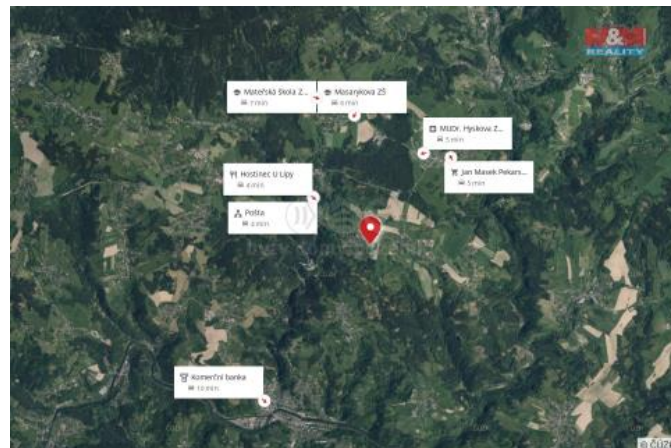 M&M
REALITY
Mateřská škola Z...
7 min
Masarykova ZŠ
6 min
MUDr. Hyskova Z...
5 min
Jan Masek Pekars...
5 min
Hostinec U Lípy
4 min
Pošta
4 min
Komerční banka
10 min